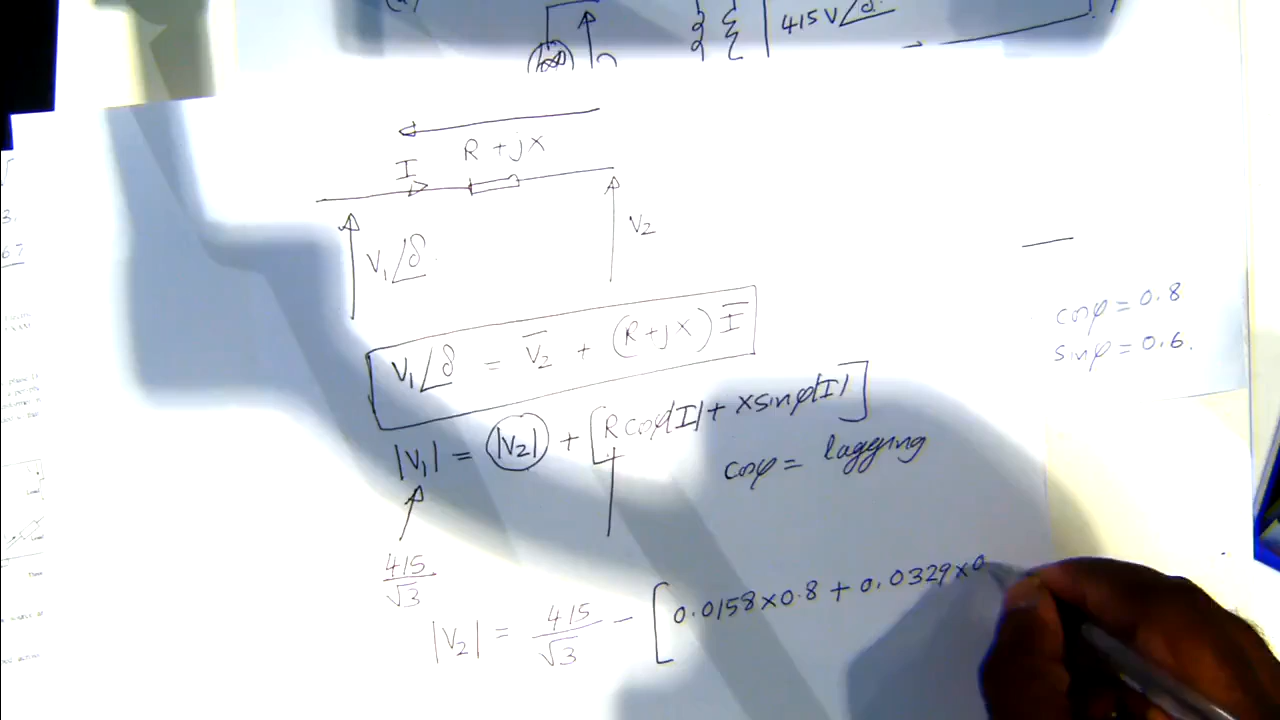 415V∠δ
R + jX
I
V₂
V₁∠δ
cosφ = 0.8
V₁∠δ = V̅₂ + (R+jX) I̅
sinφ = 0.6.
|V₁| = |V₂| + [R cosφ|I| + X sinφ|I|]
cosφ = lagging
415
√3
|V₂| = 415/√3 - [0.0158×0.8 + 0.0329×0